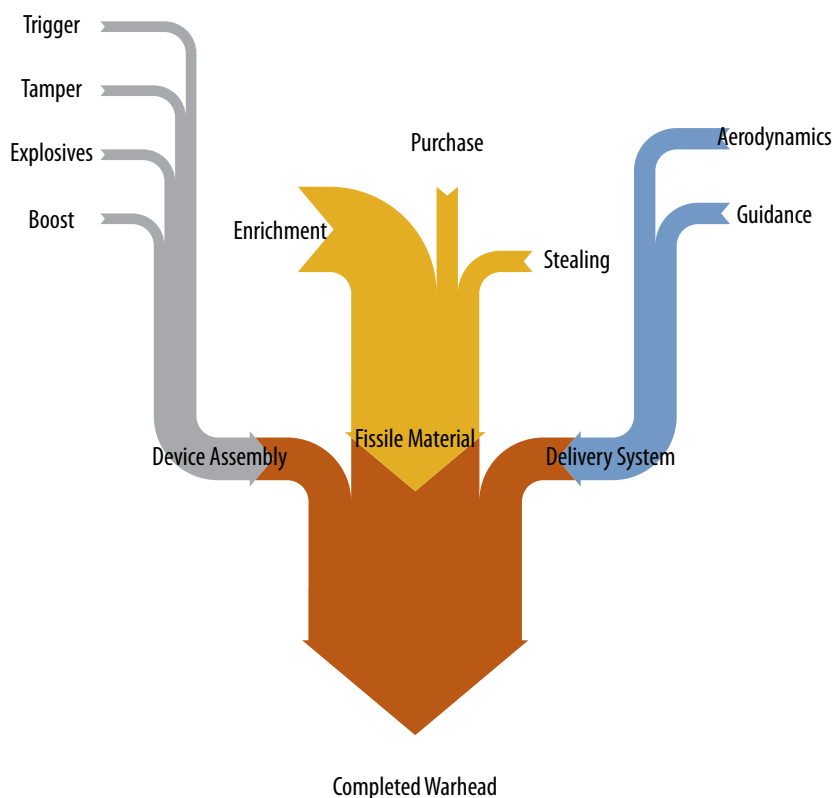 Trigger
Tamper
Explosives
Boost
Purchase
Enrichment
Stealing
Aerodynamics
Guidance
Device Assembly
Fissile Material
Delivery System
Completed Warhead